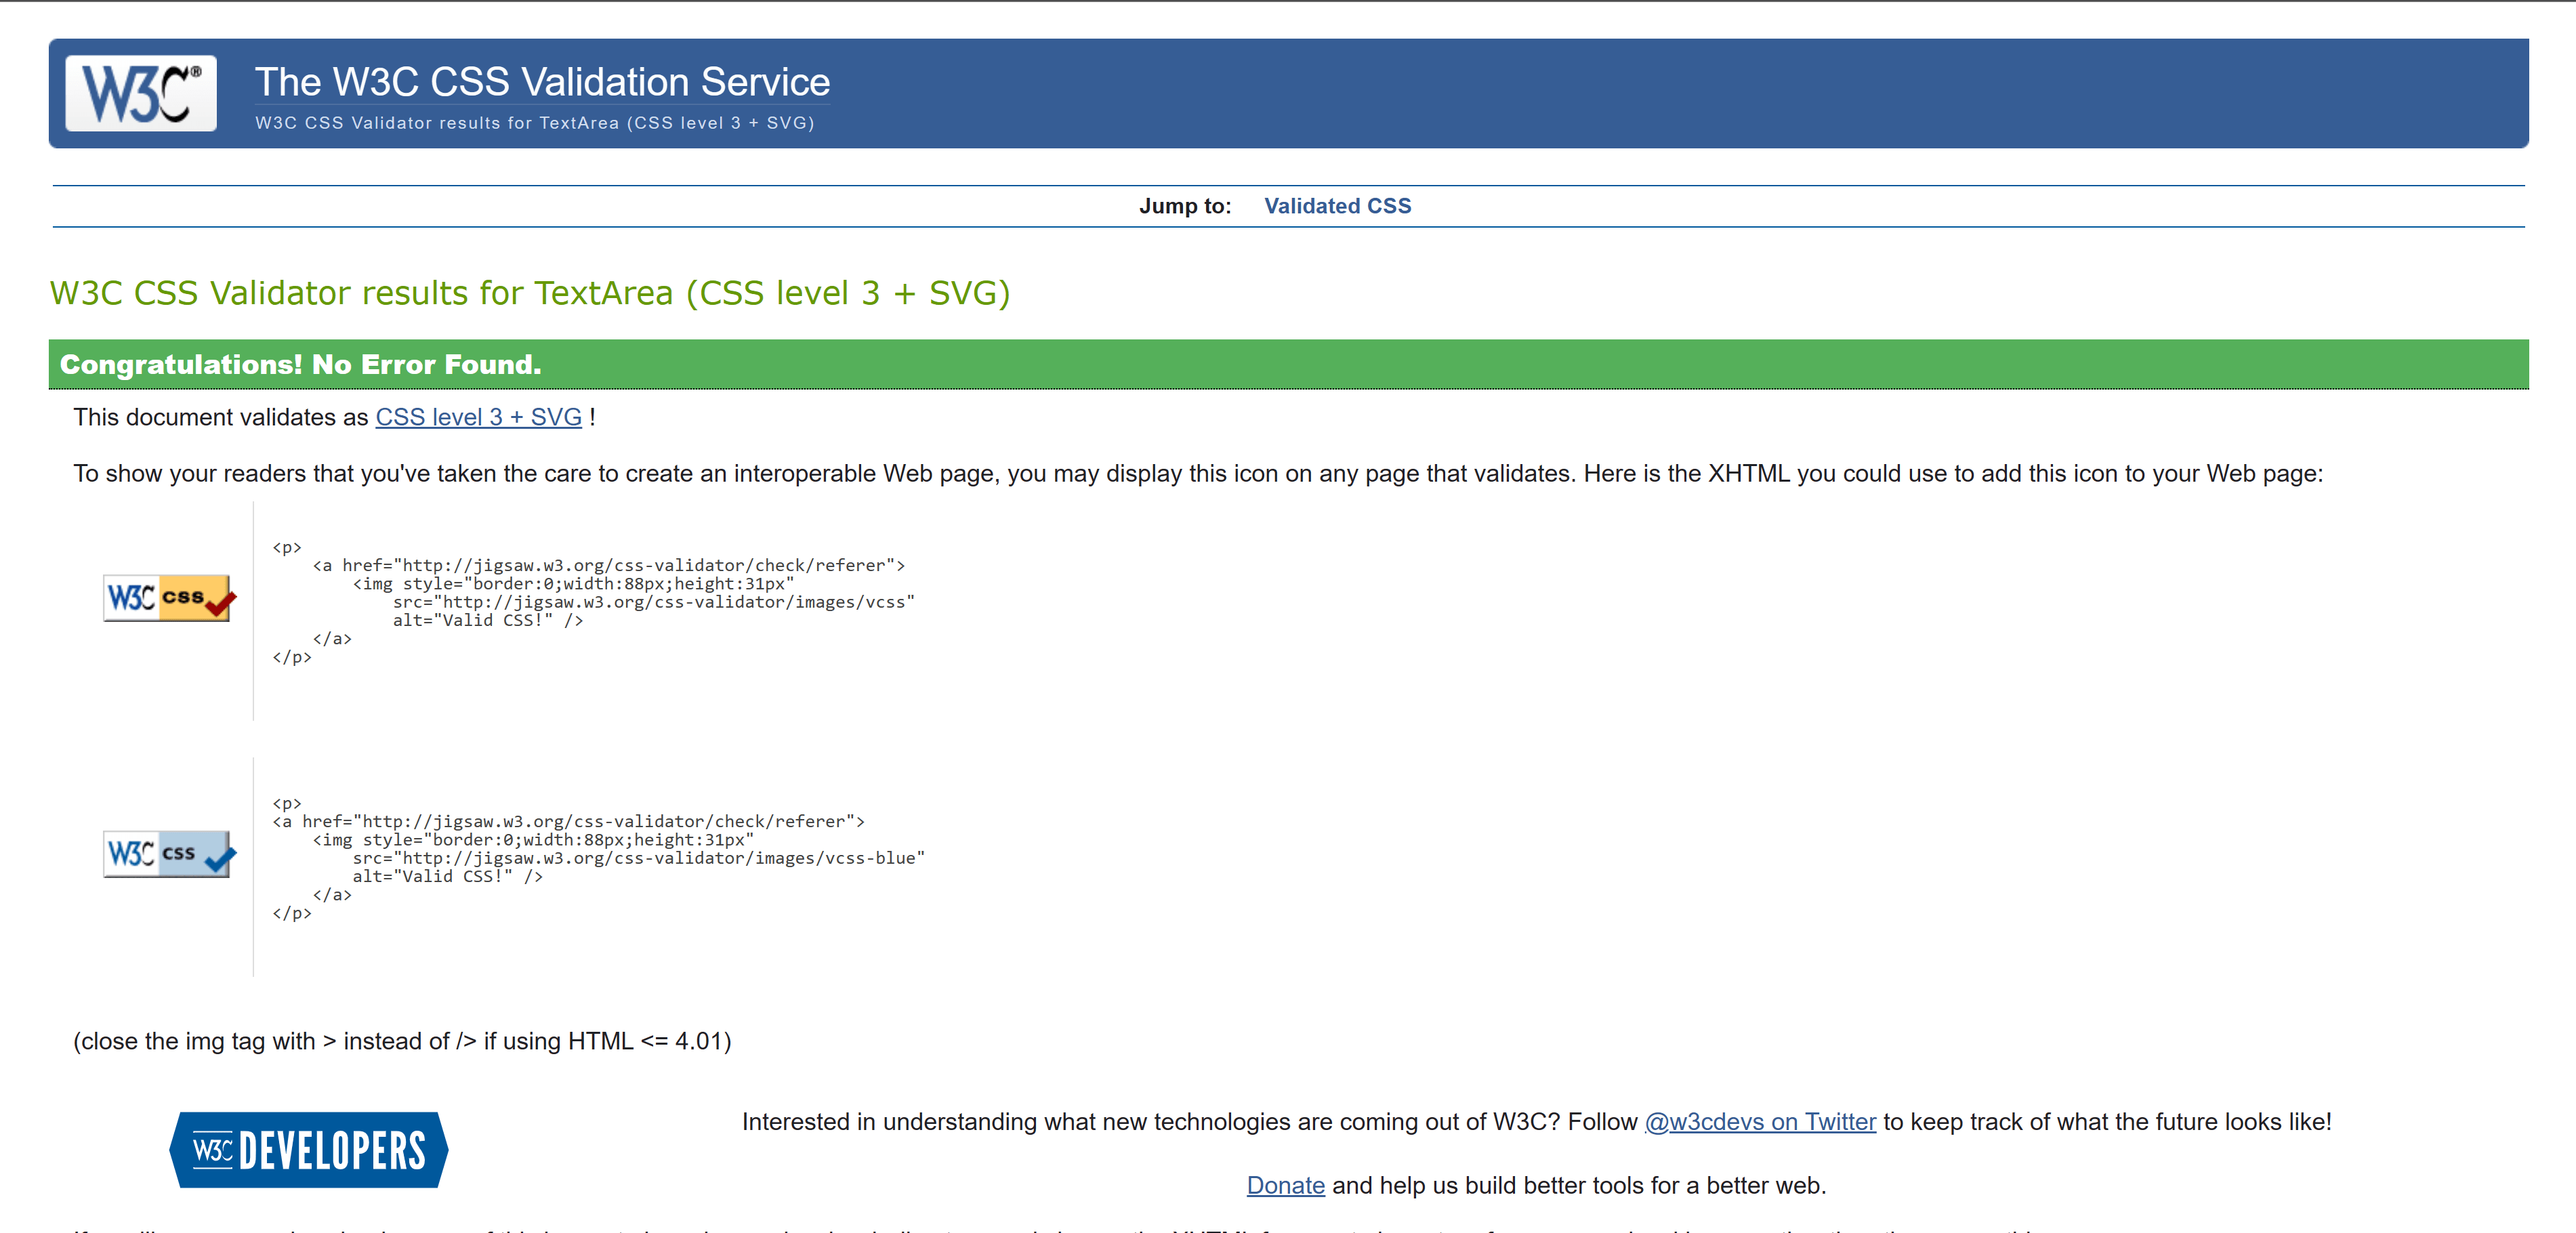 W3C®
The W3C CSS Validation Service
W3C CSS Validator results for TextArea (CSS level 3 + SVG)
Jump to: Validated CSS
W3C CSS Validator results for TextArea (CSS level 3 + SVG)
Congratulations! No Error Found.
This document validates as CSS level 3 + SVG !
To show your readers that you've taken the care to create an interoperable Web page, you may display this icon on any page that validates. Here is the XHTML you could use to add this icon to your Web page:
W3C css
<p>
<a href="http://jigsaw.w3.org/css-validator/check/referer">
<img style="border:0;width:88px;height:31px"
src="http://jigsaw.w3.org/css-validator/images/vcss"
alt="Valid CSS!" />
</a>
</p>
W3C css
<p>
<a href="http://jigsaw.w3.org/css-validator/check/referer">
<img style="border:0;width:88px;height:31px"
src="http://jigsaw.w3.org/css-validator/images/vcss-blue"
alt="Valid CSS!" />
</a>
</p>
(close the img tag with > instead of /> if using HTML <= 4.01)
W3C DEVELOPERS
Interested in understanding what new technologies are coming out of W3C? Follow @w3cdevs on Twitter to keep track of what the future looks like!
Donate and help us build better tools for a better web.